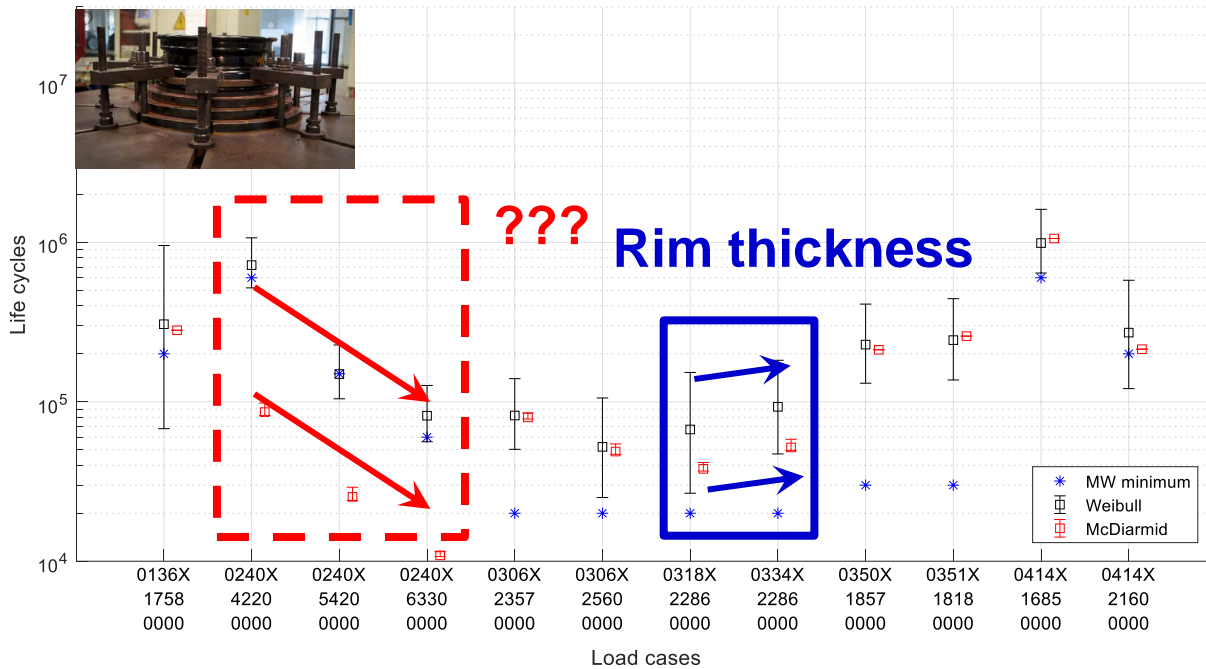 10^7
10^6
10^5
10^4
Life cycles
???
Rim thickness
MW minimum
Weibull
McDiarmid
0136X 0240X 0240X 0240X 0306X 0306X 0318X 0334X 0350X 0351X 0414X 0414X
1758 4220 5420 6330 2357 2560 2286 2286 1857 1818 1685 2160
0000 0000 0000 0000 0000 0000 0000 0000 0000 0000 0000 0000
Load cases